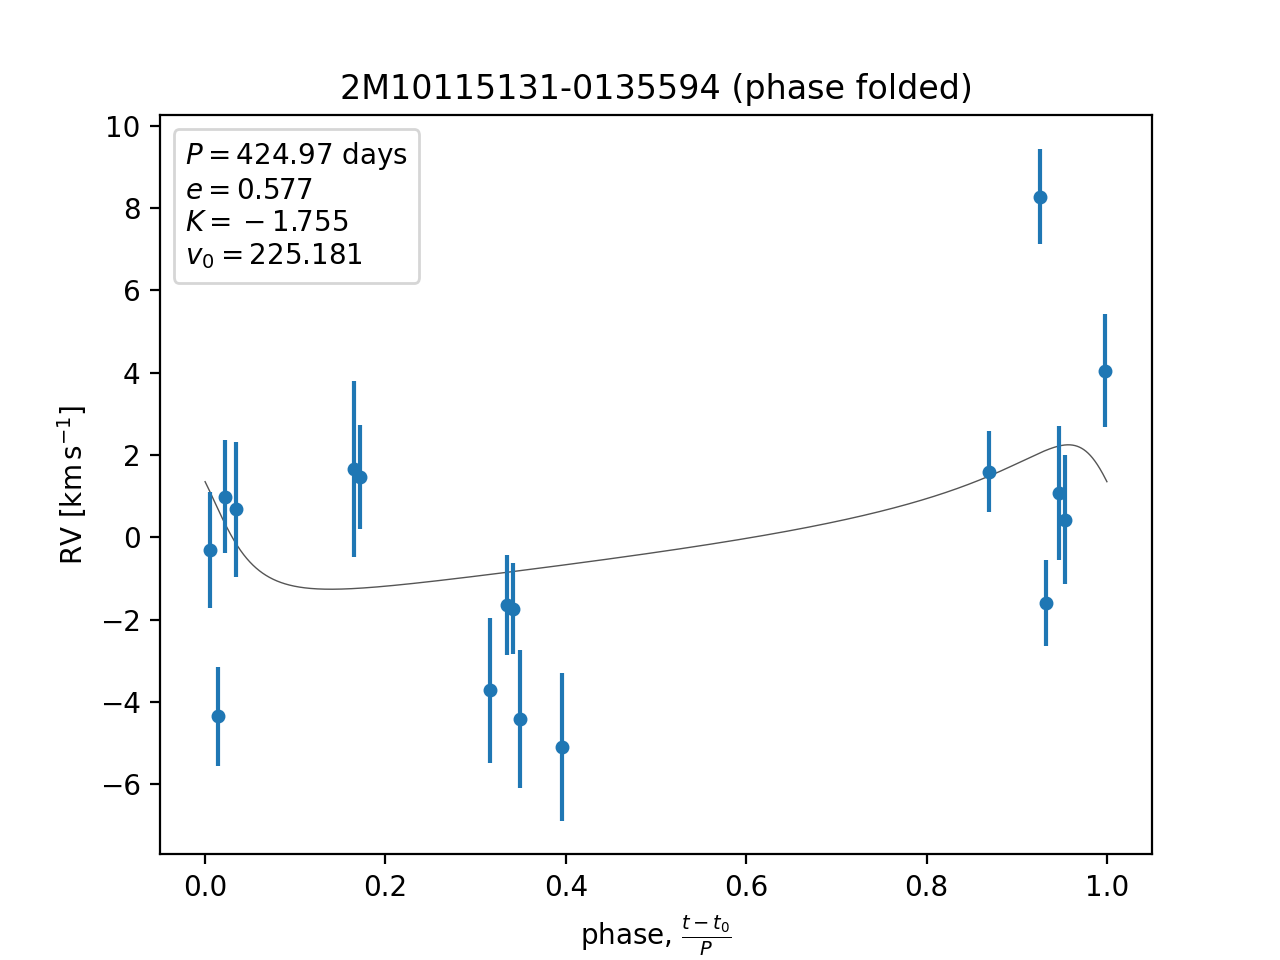 2M10115131-0135594 (phase folded)
P = 424.97 days
e = 0.577
K = −1.755
v₀ = 225.181
RV [km s⁻¹]
10
8
6
4
2
0
−2
−4
−6
0.0 0.2 0.4 0.6 0.8 1.0
phase, (t − t₀)/P